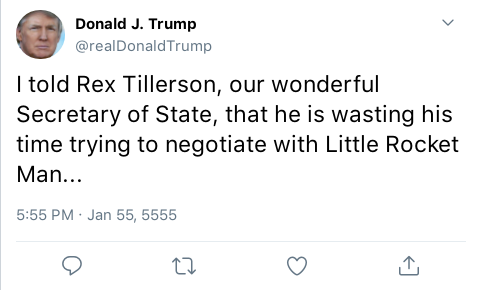 Donald J. Trump
@realDonaldTrump
I told Rex Tillerson, our wonderful
Secretary of State, that he is wasting his
time trying to negotiate with Little Rocket
Man...
5:55 PM · Jan 55, 5555